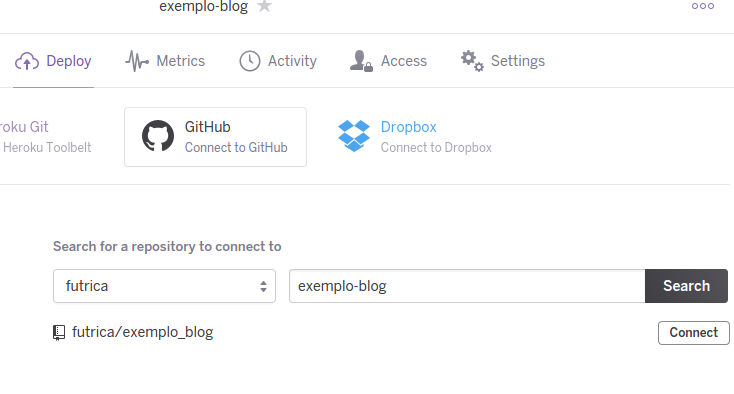 exemplo-blog
Deploy Metrics Activity Access Settings
roku Git GitHub Dropbox
Heroku Toolbelt Connect to GitHub Connect to Dropbox
Search for a repository to connect to
futrica exemplo-blog Search
futrica/exemplo_blog Connect